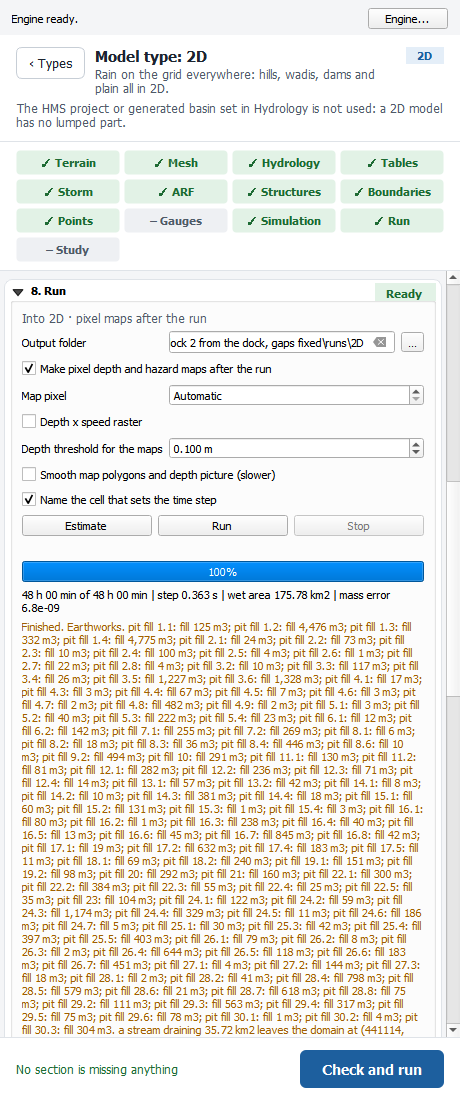 Engine ready.
Engine...
‹ Types
Model type: 2D
2D
Rain on the grid everywhere: hills, wadis, dams and
plain all in 2D.
The HMS project or generated basin set in Hydrology is not used: a 2D model
has no lumped part.
✓ Terrain
✓ Mesh
✓ Hydrology
✓ Tables
✓ Storm
✓ ARF
✓ Structures
✓ Boundaries
✓ Points
– Gauges
✓ Simulation
✓ Run
– Study
8. Run
Ready
Into 2D · pixel maps after the run
Output folder
ock 2 from the dock, gaps fixed\runs\2D
...
Make pixel depth and hazard maps after the run
Map pixel
Automatic
Depth x speed raster
Depth threshold for the maps
0.100 m
Smooth map polygons and depth picture (slower)
Name the cell that sets the time step
Estimate
Run
Stop
100%
48 h 00 min of 48 h 00 min | step 0.363 s | wet area 175.78 km2 | mass error
6.8e-09
Finished. Earthworks. pit fill 1.1: fill 125 m3; pit fill 1.2: fill 4,476 m3; pit fill 1.3: fill
332 m3; pit fill 1.4: fill 4,775 m3; pit fill 2.1: fill 24 m3; pit fill 2.2: fill 73 m3; pit fill
2.3: fill 10 m3; pit fill 2.4: fill 100 m3; pit fill 2.5: fill 4 m3; pit fill 2.6: fill 1 m3; pit fill
2.7: fill 22 m3; pit fill 2.8: fill 4 m3; pit fill 3.2: fill 10 m3; pit fill 3.3: fill 117 m3; pit fill
3.4: fill 26 m3; pit fill 3.5: fill 1,227 m3; pit fill 3.6: fill 1,328 m3; pit fill 4.1: fill 17 m3;
pit fill 4.3: fill 3 m3; pit fill 4.4: fill 67 m3; pit fill 4.5: fill 7 m3; pit fill 4.6: fill 3 m3; pit
fill 4.7: fill 2 m3; pit fill 4.8: fill 482 m3; pit fill 4.9: fill 2 m3; pit fill 5.1: fill 3 m3; pit fill
5.2: fill 40 m3; pit fill 5.3: fill 222 m3; pit fill 5.4: fill 23 m3; pit fill 6.1: fill 12 m3; pit fill
6.2: fill 142 m3; pit fill 7.1: fill 255 m3; pit fill 7.2: fill 269 m3; pit fill 8.1: fill 6 m3; pit
fill 8.2: fill 18 m3; pit fill 8.3: fill 36 m3; pit fill 8.4: fill 446 m3; pit fill 8.6: fill 10
m3; pit fill 9.2: fill 494 m3; pit fill 10: fill 291 m3; pit fill 11.1: fill 130 m3; pit fill 11.2:
fill 81 m3; pit fill 12.1: fill 282 m3; pit fill 12.2: fill 236 m3; pit fill 12.3: fill 71 m3; pit
fill 12.4: fill 14 m3; pit fill 13.1: fill 57 m3; pit fill 13.2: fill 42 m3; pit fill 14.1: fill 8 m3;
pit fill 14.2: fill 10 m3; pit fill 14.3: fill 381 m3; pit fill 14.4: fill 18 m3; pit fill 15.1: fill
60 m3; pit fill 15.2: fill 131 m3; pit fill 15.3: fill 1 m3; pit fill 15.4: fill 3 m3; pit fill 16.1:
fill 80 m3; pit fill 16.2: fill 1 m3; pit fill 16.3: fill 238 m3; pit fill 16.4: fill 40 m3; pit fill
16.5: fill 13 m3; pit fill 16.6: fill 45 m3; pit fill 16.7: fill 845 m3; pit fill 16.8: fill 42 m3;
pit fill 17.1: fill 19 m3; pit fill 17.2: fill 632 m3; pit fill 17.4: fill 183 m3; pit fill 17.5: fill
11 m3; pit fill 18.1: fill 69 m3; pit fill 18.2: fill 240 m3; pit fill 19.1: fill 151 m3; pit fill
19.2: fill 98 m3; pit fill 20: fill 292 m3; pit fill 21: fill 160 m3; pit fill 22.1: fill 300 m3;
pit fill 22.2: fill 384 m3; pit fill 22.3: fill 55 m3; pit fill 22.4: fill 25 m3; pit fill 22.5: fill
35 m3; pit fill 23: fill 104 m3; pit fill 24.1: fill 122 m3; pit fill 24.2: fill 59 m3; pit fill
24.3: fill 1,174 m3; pit fill 24.4: fill 329 m3; pit fill 24.5: fill 11 m3; pit fill 24.6: fill 186
m3; pit fill 24.7: fill 5 m3; pit fill 25.1: fill 30 m3; pit fill 25.3: fill 42 m3; pit fill 25.4: fill
397 m3; pit fill 25.5: fill 403 m3; pit fill 26.1: fill 79 m3; pit fill 26.2: fill 8 m3; pit fill
26.3: fill 2 m3; pit fill 26.4: fill 644 m3; pit fill 26.5: fill 118 m3; pit fill 26.6: fill 183
m3; pit fill 26.7: fill 451 m3; pit fill 27.1: fill 4 m3; pit fill 27.2: fill 144 m3; pit fill 27.3:
fill 18 m3; pit fill 28.1: fill 2 m3; pit fill 28.2: fill 41 m3; pit fill 28.4: fill 798 m3; pit fill
28.5: fill 579 m3; pit fill 28.6: fill 21 m3; pit fill 28.7: fill 618 m3; pit fill 28.8: fill 75
m3; pit fill 29.2: fill 111 m3; pit fill 29.3: fill 563 m3; pit fill 29.4: fill 317 m3; pit fill
29.5: fill 75 m3; pit fill 29.6: fill 78 m3; pit fill 30.1: fill 1 m3; pit fill 30.2: fill 4 m3; pit
fill 30.3: fill 304 m3. a stream draining 35.72 km2 leaves the domain at (441114,
No section is missing anything
Check and run